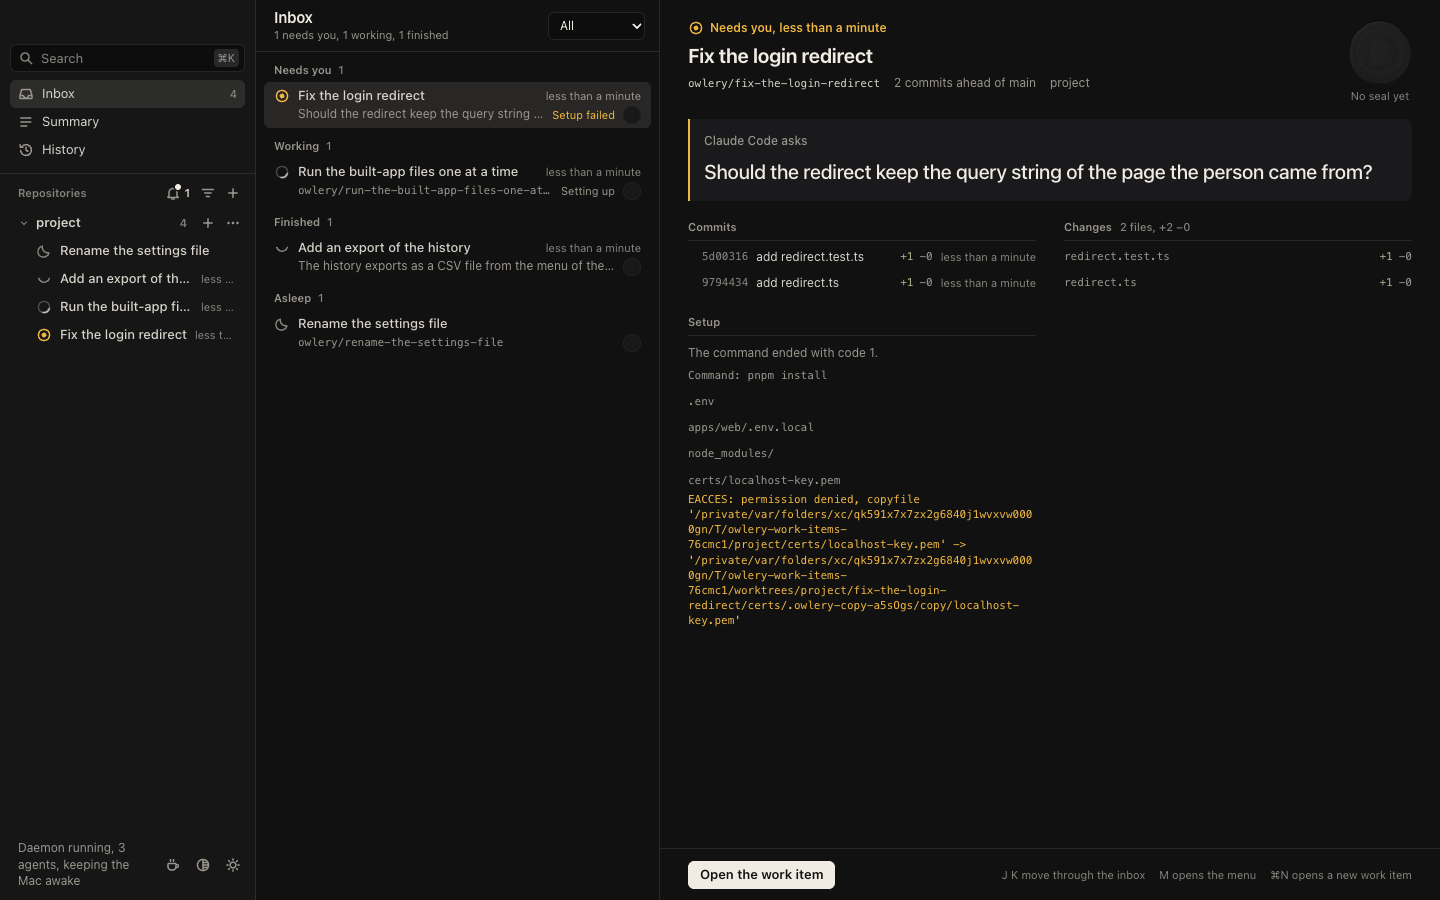 Search ⌘K
Inbox 4
Summary
History
Repositories 1
project 4
Rename the settings file
Add an export of th... less ...
Run the built-app fi... less ...
Fix the login redirect less t...
Daemon running, 3
agents, keeping the
Mac awake
Inbox
1 needs you, 1 working, 1 finished
All
Needs you 1
Fix the login redirect less than a minute
Should the redirect keep the query string ... Setup failed
Working 1
Run the built-app files one at a time less than a minute
owlery/run-the-built-app-files-one-at… Setting up
Finished 1
Add an export of the history less than a minute
The history exports as a CSV file from the menu of the...
Asleep 1
Rename the settings file
owlery/rename-the-settings-file
Needs you, less than a minute
Fix the login redirect
owlery/fix-the-login-redirect 2 commits ahead of main project
No seal yet
Claude Code asks
Should the redirect keep the query string of the page the person came from?
Commits
5d00316 add redirect.test.ts +1 −0 less than a minute
9794434 add redirect.ts +1 −0 less than a minute
Changes 2 files, +2 −0
redirect.test.ts +1 −0
redirect.ts +1 −0
Setup
The command ended with code 1.
Command: pnpm install
.env
apps/web/.env.local
node_modules/
certs/localhost-key.pem
EACCES: permission denied, copyfile
'/private/var/folders/xc/qk591x7x7zx2g6840j1wvxvw000
0gn/T/owlery-work-items-
76cmc1/project/certs/localhost-key.pem' ->
'/private/var/folders/xc/qk591x7x7zx2g6840j1wvxvw000
0gn/T/owlery-work-items-
76cmc1/worktrees/project/fix-the-login-
redirect/certs/.owlery-copy-a5sOgs/copy/localhost-
key.pem'
Open the work item
J K move through the inbox M opens the menu ⌘N opens a new work item